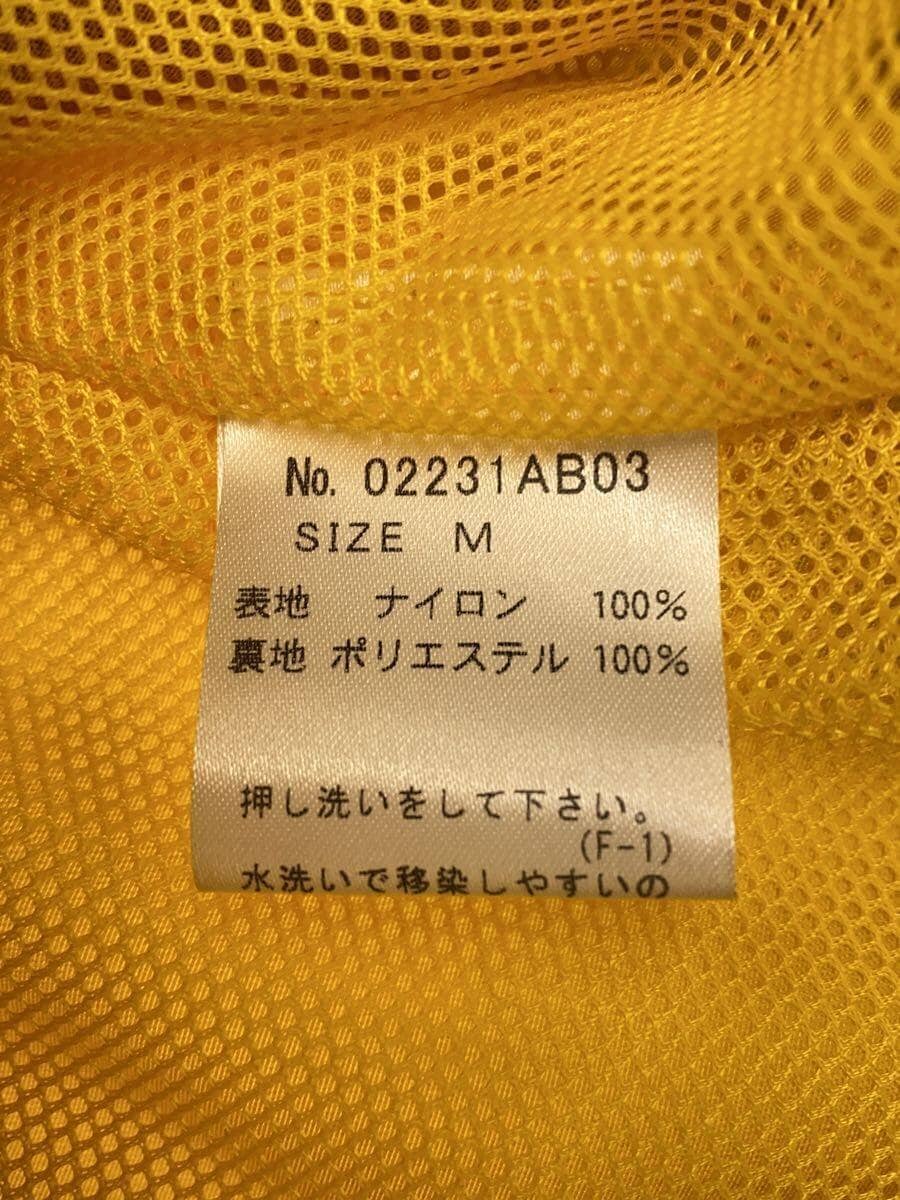 No. 02231AB03
SIZE M
表地 ナイロン 100%
裏地 ポリエステル 100%
押し洗いをして下さい。
(F-1)
水洗いで移染しやすいの